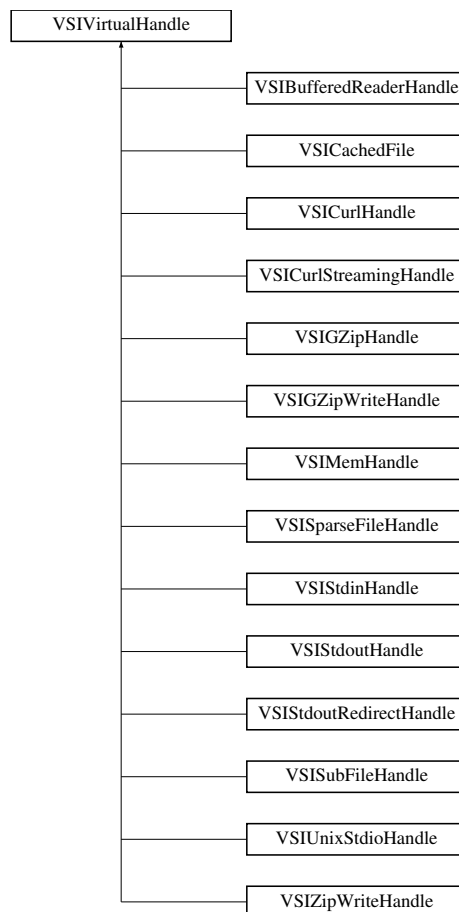 VSIVirtualHandle
VSIBufferedReaderHandle
VSICachedFile
VSICurlHandle
VSICurlStreamingHandle
VSIGZipHandle
VSIGZipWriteHandle
VSIMemHandle
VSISparseFileHandle
VSIStdinHandle
VSIStdoutHandle
VSIStdoutRedirectHandle
VSISubFileHandle
VSIUnixStdioHandle
VSIZipWriteHandle